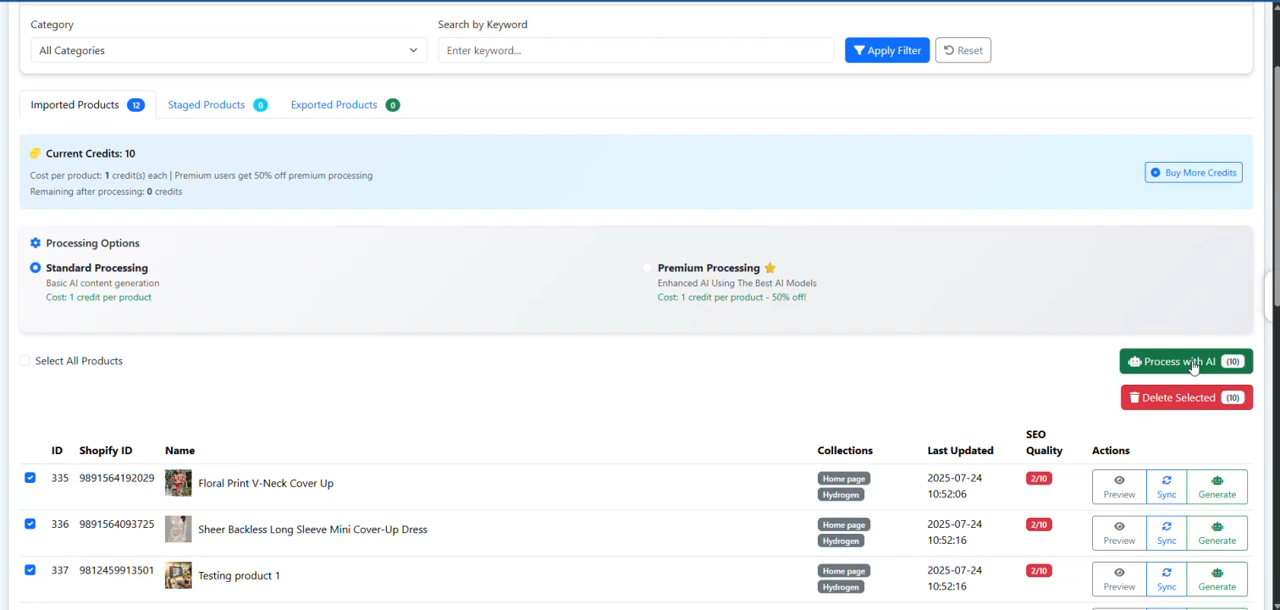 Category
Search by Keyword
All Categories
Enter keyword...
Apply Filter
Reset
Imported Products 12
Staged Products 0
Exported Products 0
Current Credits: 10
Cost per product: 1 credit(s) each | Premium users get 50% off premium processing
Remaining after processing: 0 credits
Buy More Credits
Processing Options
Standard Processing
Basic AI content generation
Cost: 1 credit per product
Premium Processing
Enhanced AI Using The Best AI Models
Cost: 1 credit per product - 50% off!
Select All Products
Process with AI (10)
Delete Selected (10)
ID Shopify ID Name Collections Last Updated SEO Quality Actions
335 9891564192029 Floral Print V-Neck Cover Up Home page Hydrogen 2025-07-24 10:52:06 2/10 Preview Sync Generate
336 9891564093725 Sheer Backless Long Sleeve Mini Cover-Up Dress Home page Hydrogen 2025-07-24 10:52:16 2/10 Preview Sync Generate
337 9812459913501 Testing product 1 Home page Hydrogen 2025-07-24 10:52:16 2/10 Preview Sync Generate